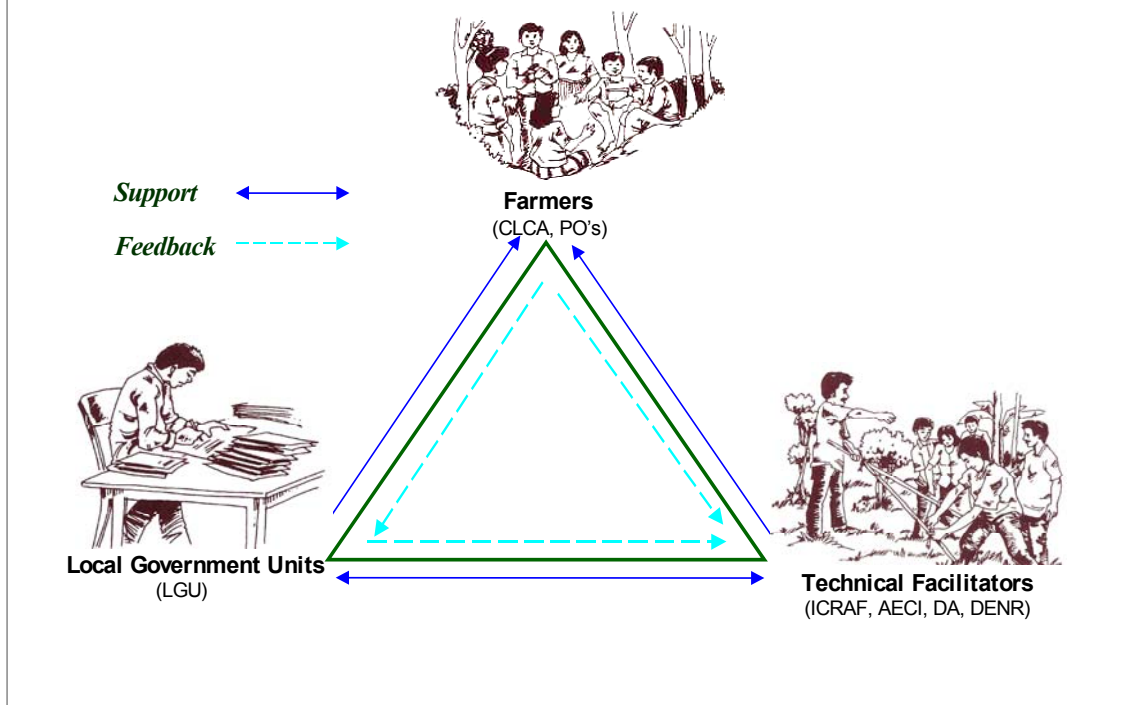 Support
Feedback
Farmers
(CLCA, PO's)
Local Government Units
(LGU)
Technical Facilitators
(ICRAF, AECI, DA, DENR)